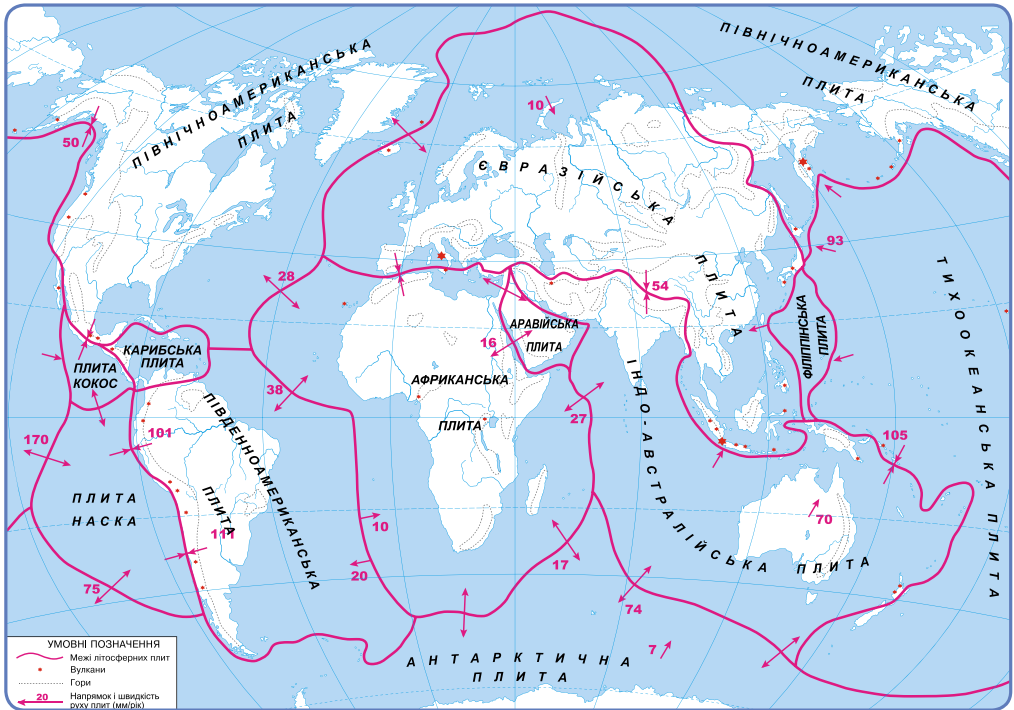 ПІВНІЧНОАМЕРИКАНСЬКА
ПЛИТА
ПІВНІЧНОАМЕРИКАНСЬКА
ПЛИТА
10
50
ЄВРАЗІЙСЬКА
ПЛИТА
93
28
54
ТИХООКЕАНСЬКА ПЛИТА
ФІЛІППІНСЬКА
ПЛИТА
АРАВІЙСЬКА
ПЛИТА
16
КАРИБСЬКА
ПЛИТА
ПЛИТА
КОКОС
АФРИКАНСЬКА
ПЛИТА
38
27
ІНДО-АВСТРАЛІЙСЬКА ПЛИТА
170
101
105
ПІВДЕННОАМЕРИКАНСЬКА
ПЛИТА
ПЛИТА
НАСКА
10
70
111
20
17
75
74
7
АНТАРКТИЧНА
ПЛИТА
УМОВНІ ПОЗНАЧЕННЯ
Межі літосферних плит
Вулкани
Гори
20
Напрямок і швидкість
руху плит (мм/рік)